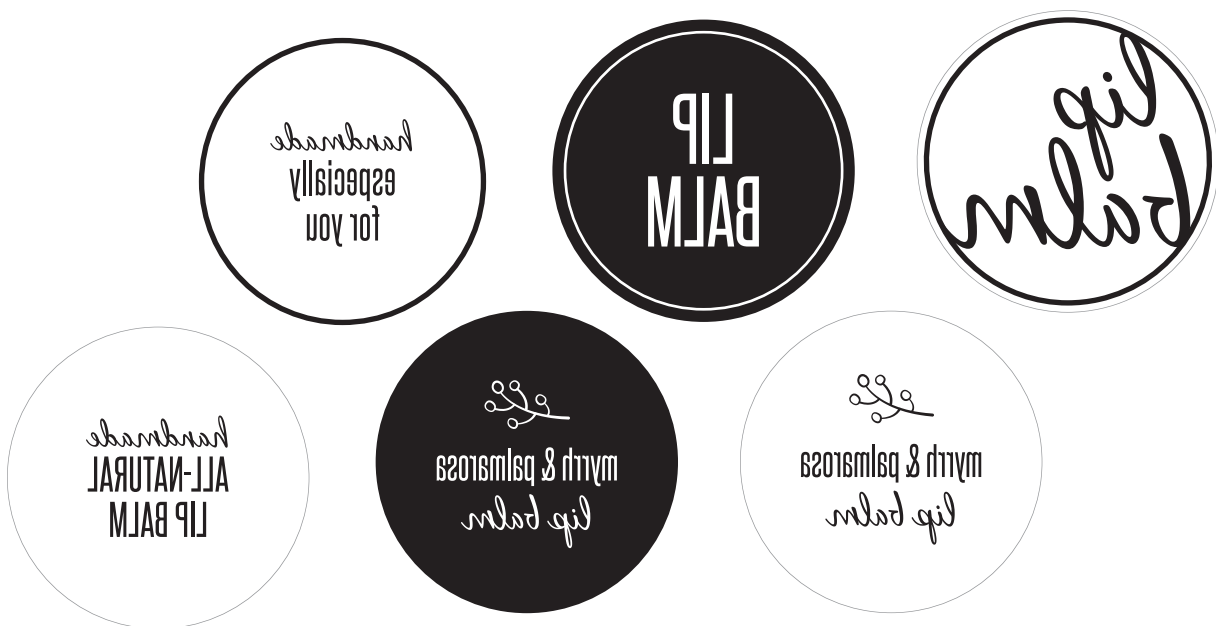 handmade
especially
for you
LIP
BALM
lip
balm
handmade
ALL-NATURAL
LIP BALM
myrrh & palmarosa
lip balm
myrrh & palmarosa
lip balm